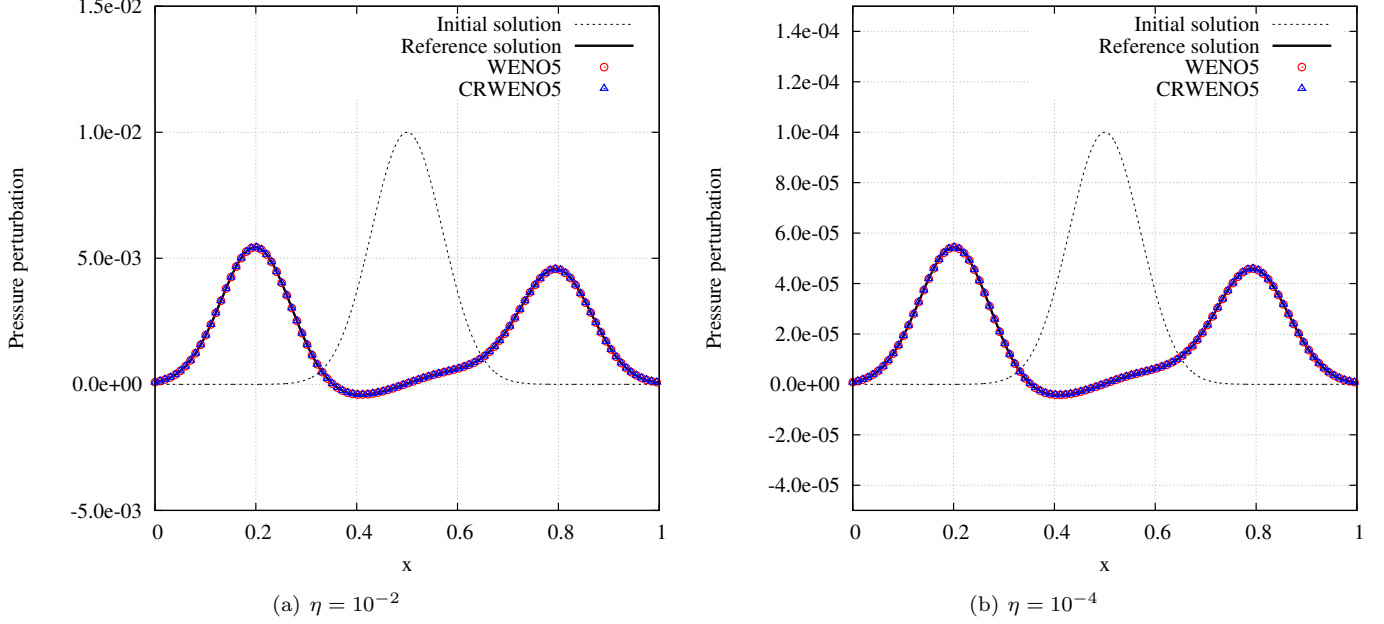 1.5e-02
1.0e-02
5.0e-03
0.0e+00
-5.0e-03
Pressure perturbation
Initial solution
Reference solution
WENO5
CRWENO5
0 0.2 0.4 0.6 0.8 1
x
(a) η = 10⁻²
1.4e-04
1.2e-04
1.0e-04
8.0e-05
6.0e-05
4.0e-05
2.0e-05
0.0e+00
-2.0e-05
-4.0e-05
Pressure perturbation
Initial solution
Reference solution
WENO5
CRWENO5
0 0.2 0.4 0.6 0.8 1
x
(b) η = 10⁻⁴